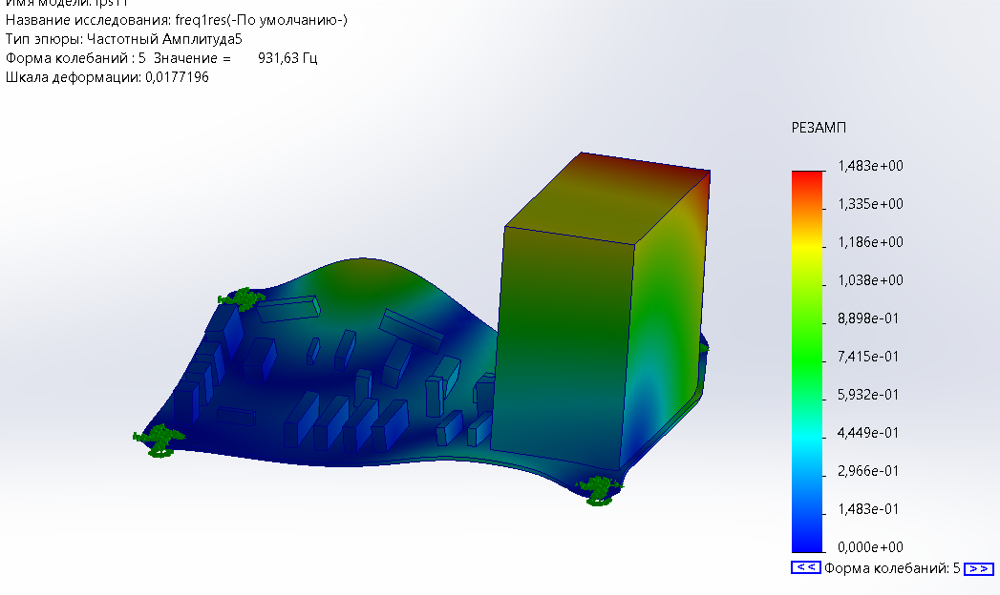 Имя модели:
Название исследования: freq1res(-По умолчанию-)
Тип эпюры: Частотный Амплитуда5
Форма колебаний : 5 Значение = 931,63 Гц
Шкала деформации: 0,0177196
РЕЗАМП
1,483e+00
1,335e+00
1,186e+00
1,038e+00
8,898e-01
7,415e-01
5,932e-01
4,449e-01
2,966e-01
1,483e-01
0,000e+00
<< Форма колебаний: 5 >>